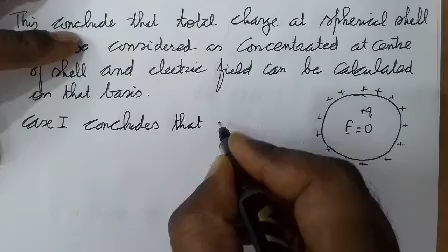 This conclude that total charge at spherical shell
considered as concentrated at centre
of shell and electric field can be calculated
on that basis.
Case I concludes that
+ + + + + + + + + + + + +
+q
E = 0